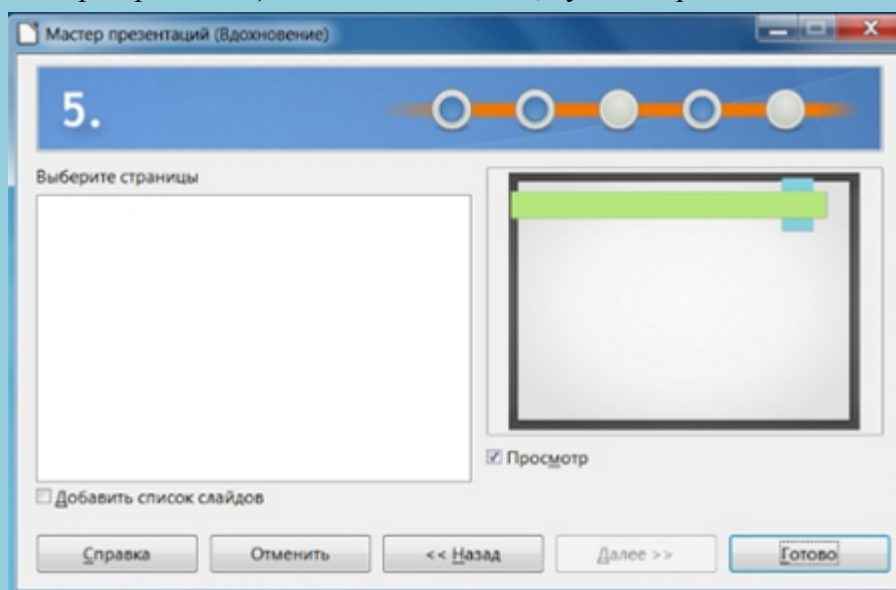 Мастер презентаций (Вдохновение)
5.
Выберите страницы
Просмотр
Добавить список слайдов
Справка
Отменить
<< Назад
Далее >>
Готово